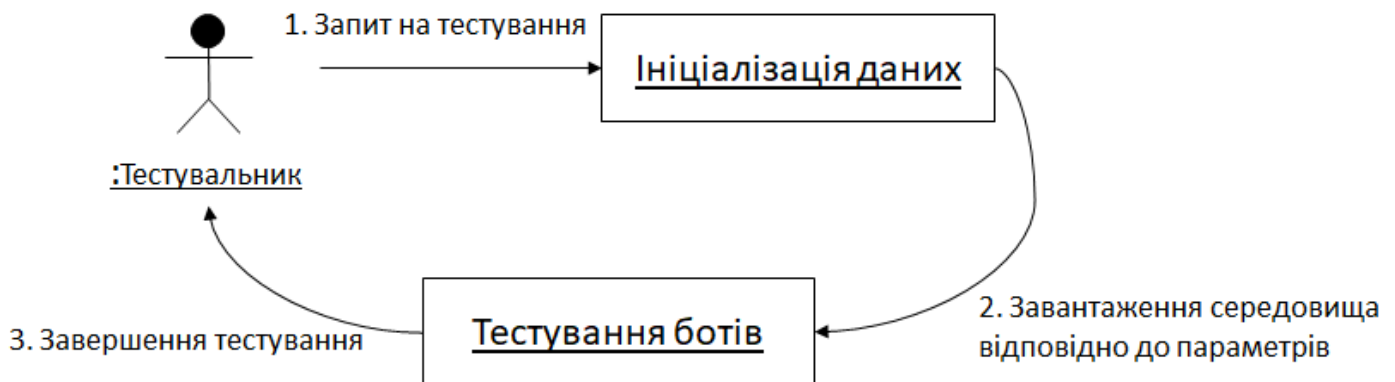 1. Запит на тестування
Ініціалізація даних
:Тестувальник
2. Завантаження середовища
відповідно до параметрів
Тестування ботів
3. Завершення тестування